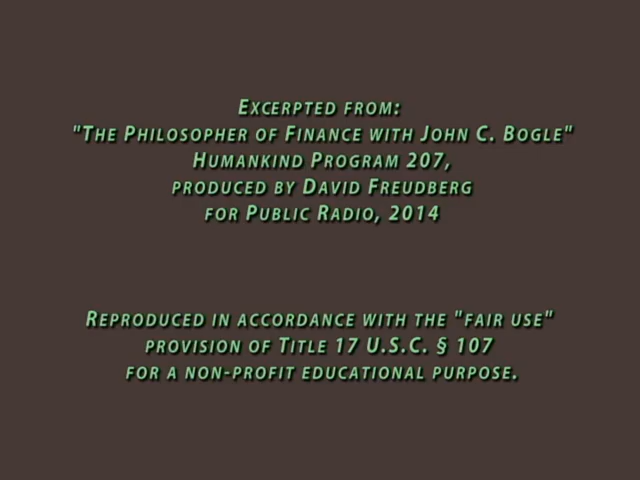 Excerpted from:
"The Philosopher of Finance with John C. Bogle"
Humankind Program 207,
produced by David Freudberg
for Public Radio, 2014
Reproduced in accordance with the "fair use"
provision of Title 17 U.S.C. § 107
for a non-profit educational purpose.